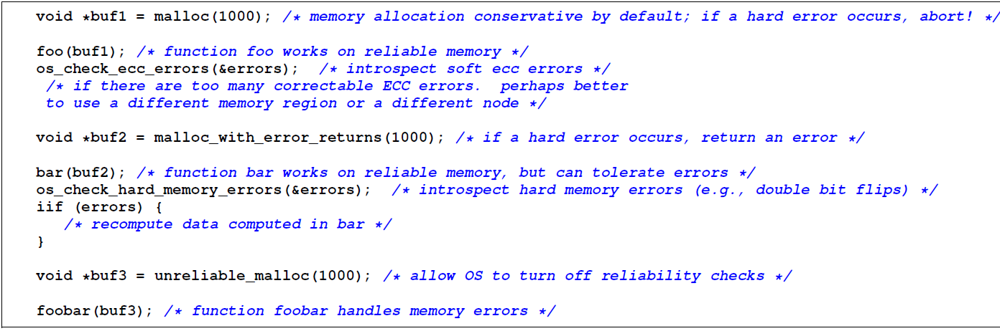 void *buf1 = malloc(1000); /* memory allocation conservative by default; if a hard error occurs, abort! */
foo(buf1); /* function foo works on reliable memory */
os_check_ecc_errors(&errors); /* introspect soft ecc errors */
/* if there are too many correctable ECC errors. perhaps better
to use a different memory region or a different node */
void *buf2 = malloc_with_error_returns(1000); /* if a hard error occurs, return an error */
bar(buf2); /* function bar works on reliable memory, but can tolerate errors */
os_check_hard_memory_errors(&errors); /* introspect hard memory errors (e.g., double bit flips) */
iif (errors) {
/* recompute data computed in bar */
}
void *buf3 = unreliable_malloc(1000); /* allow OS to turn off reliability checks */
foobar(buf3); /* function foobar handles memory errors */